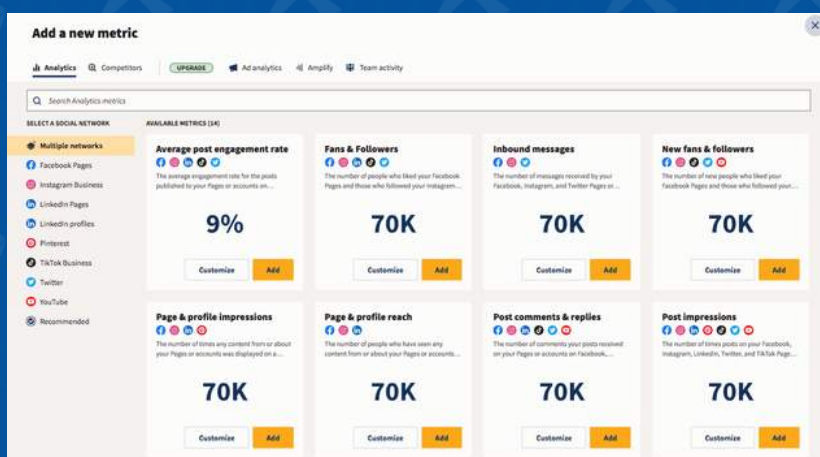 Add a new metric
Analytics Competitors UPGRADE Ad analytics Amplify Team activity
Search Analytics metrics
SELECT A SOCIAL NETWORK
Multiple networks
Facebook Pages
Instagram Business
LinkedIn Pages
LinkedIn profiles
Pinterest
TikTok Business
Twitter
YouTube
Recommended
AVAILABLE METRICS (14)
Average post engagement rate
The average engagement rate for the posts
published to your Pages or accounts on...
9%
Customize Add
Fans & Followers
The number of people who liked your Facebook
Pages and those who followed your Instagram...
70K
Customize Add
Inbound messages
The number of messages received by your
Facebook, Instagram, and Twitter Pages or...
70K
Customize Add
New fans & followers
The number of new people who liked your
Facebook Pages and those who followed your...
70K
Customize Add
Page & profile impressions
The number of times any content from or about
your Pages or accounts was displayed on a...
70K
Customize Add
Page & profile reach
The number of people who have seen any
content from or about your Pages or accounts...
70K
Customize Add
Post comments & replies
The number of comments your posts received
on your Pages or accounts on Facebook,...
70K
Customize Add
Post impressions
The number of times posts on your Facebook,
Instagram, LinkedIn, Twitter, and TikTok Page...
70K
Customize Add